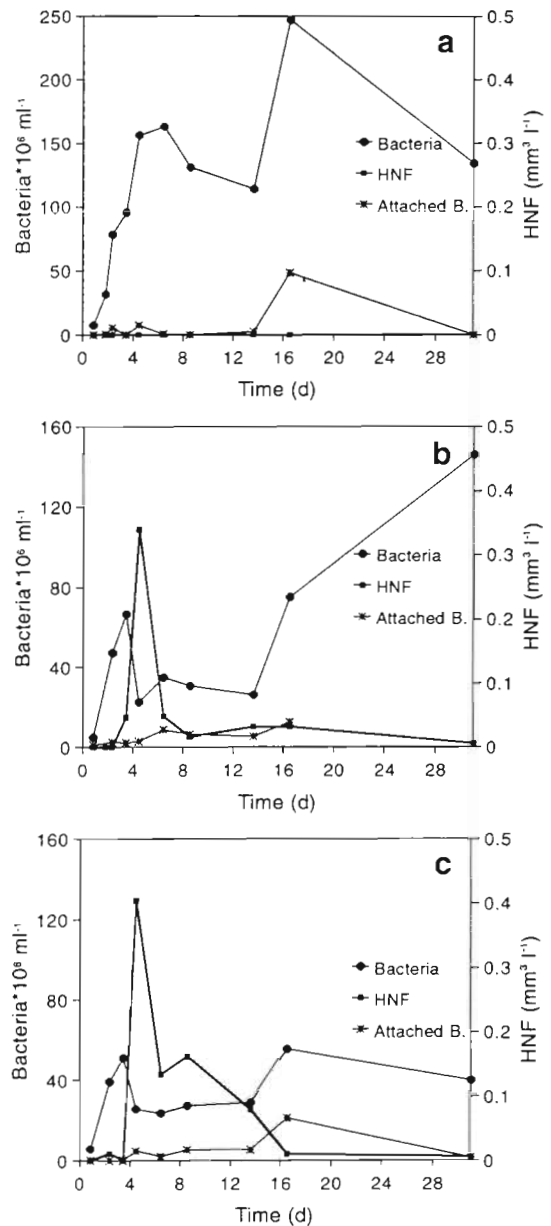 a
250
200
150
100
50
0
Bacteria*10⁶ ml⁻¹
0.5
0.4
0.3
0.2
0.1
0
HNF (mm³ l⁻¹)
Bacteria
HNF
Attached B.
0 4 8 12 16 20 24 28
Time (d)
b
160
120
80
40
0
Bacteria*10⁶ ml⁻¹
0.5
0.4
0.3
0.2
0.1
0
HNF (mm³ l⁻¹)
Bacteria
HNF
Attached B.
0 4 8 12 16 20 24 28
Time (d)
c
160
120
80
40
0
Bacteria*10⁶ ml⁻¹
0.5
0.4
0.3
0.2
0.1
0
HNF (mm³ l⁻¹)
Bacteria
HNF
Attached B.
0 4 8 12 16 20 24 28
Time (d)